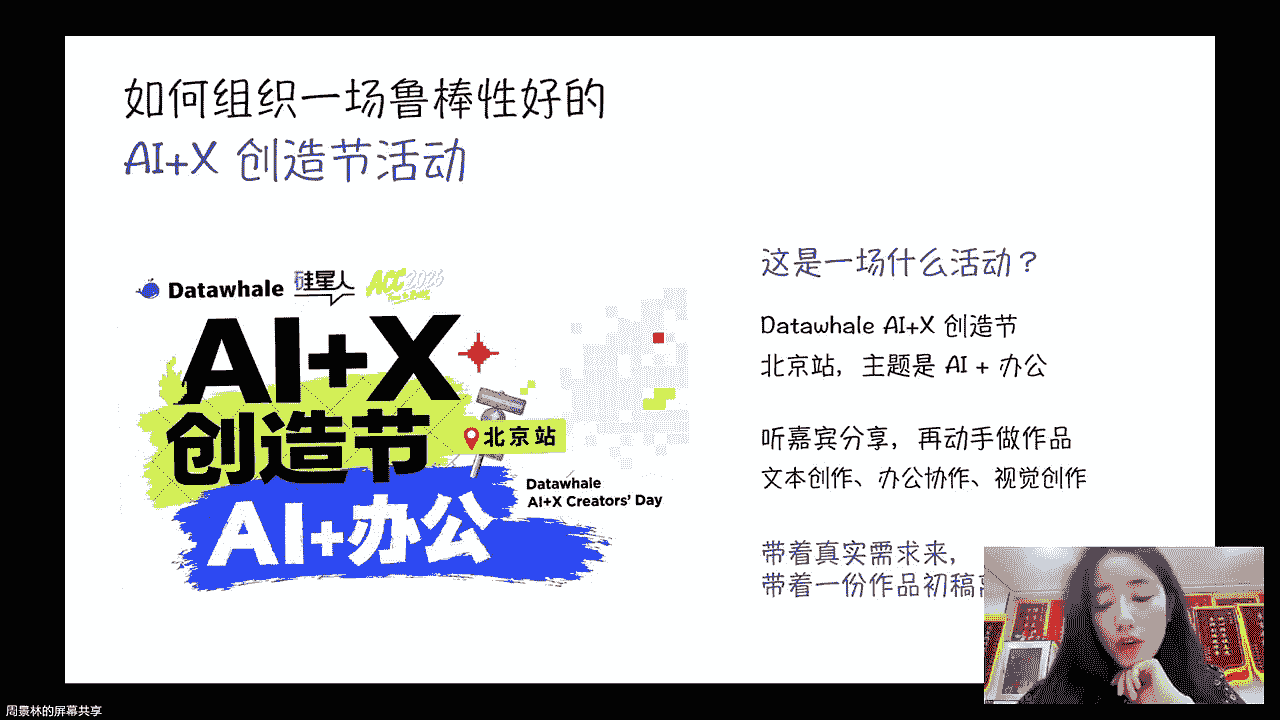 如何组织一场鲁棒性好的
AI+X 创造节活动
Datawhale 硅星人 ACC 2026
AI+X
创造节
北京站
AI+办公
Datawhale
AI+X Creators' Day
这是一场什么活动？
Datawhale AI+X 创造节
北京站，主题是 AI + 办公
听嘉宾分享，再动手做作品
文本创作、办公协作、视觉创作
带着真实需求来，
带着一份作品初稿
周景林的屏幕共享